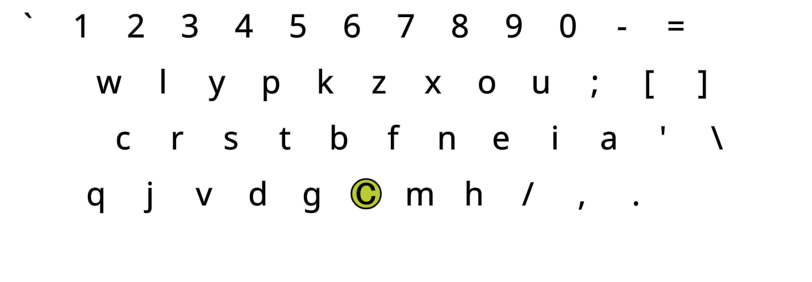 ` 1 2 3 4 5 6 7 8 9 0 - =
w l y p k z x o u ; [ ]
c r s t b f n e i a ' \
q j v d g © m h / , .